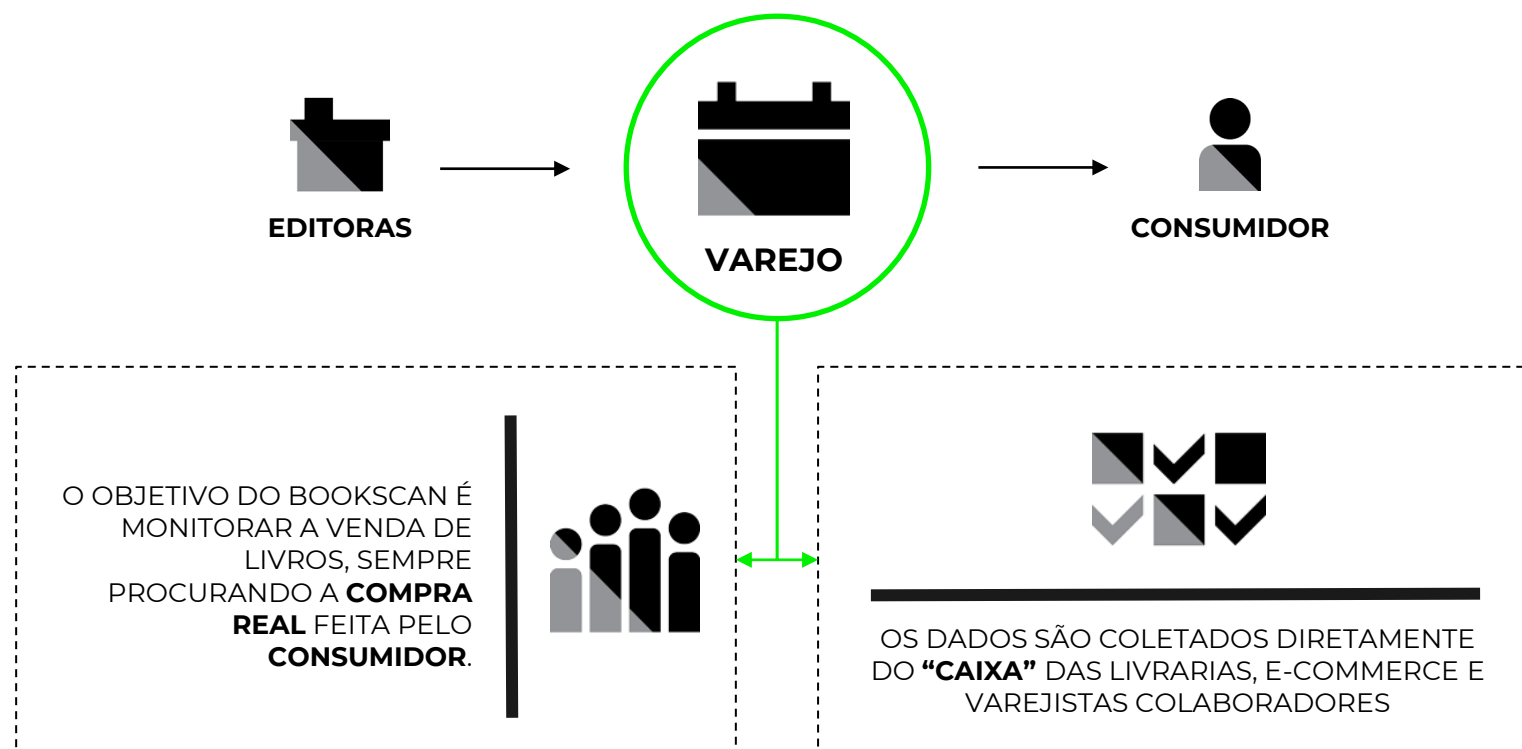 EDITORAS
VAREJO
CONSUMIDOR
O OBJETIVO DO BOOKSCAN É
MONITORAR A VENDA DE
LIVROS, SEMPRE
PROCURANDO A COMPRA
REAL FEITA PELO
CONSUMIDOR.
OS DADOS SÃO COLETADOS DIRETAMENTE
DO “CAIXA” DAS LIVRARIAS, E-COMMERCE E
VAREJISTAS COLABORADORES